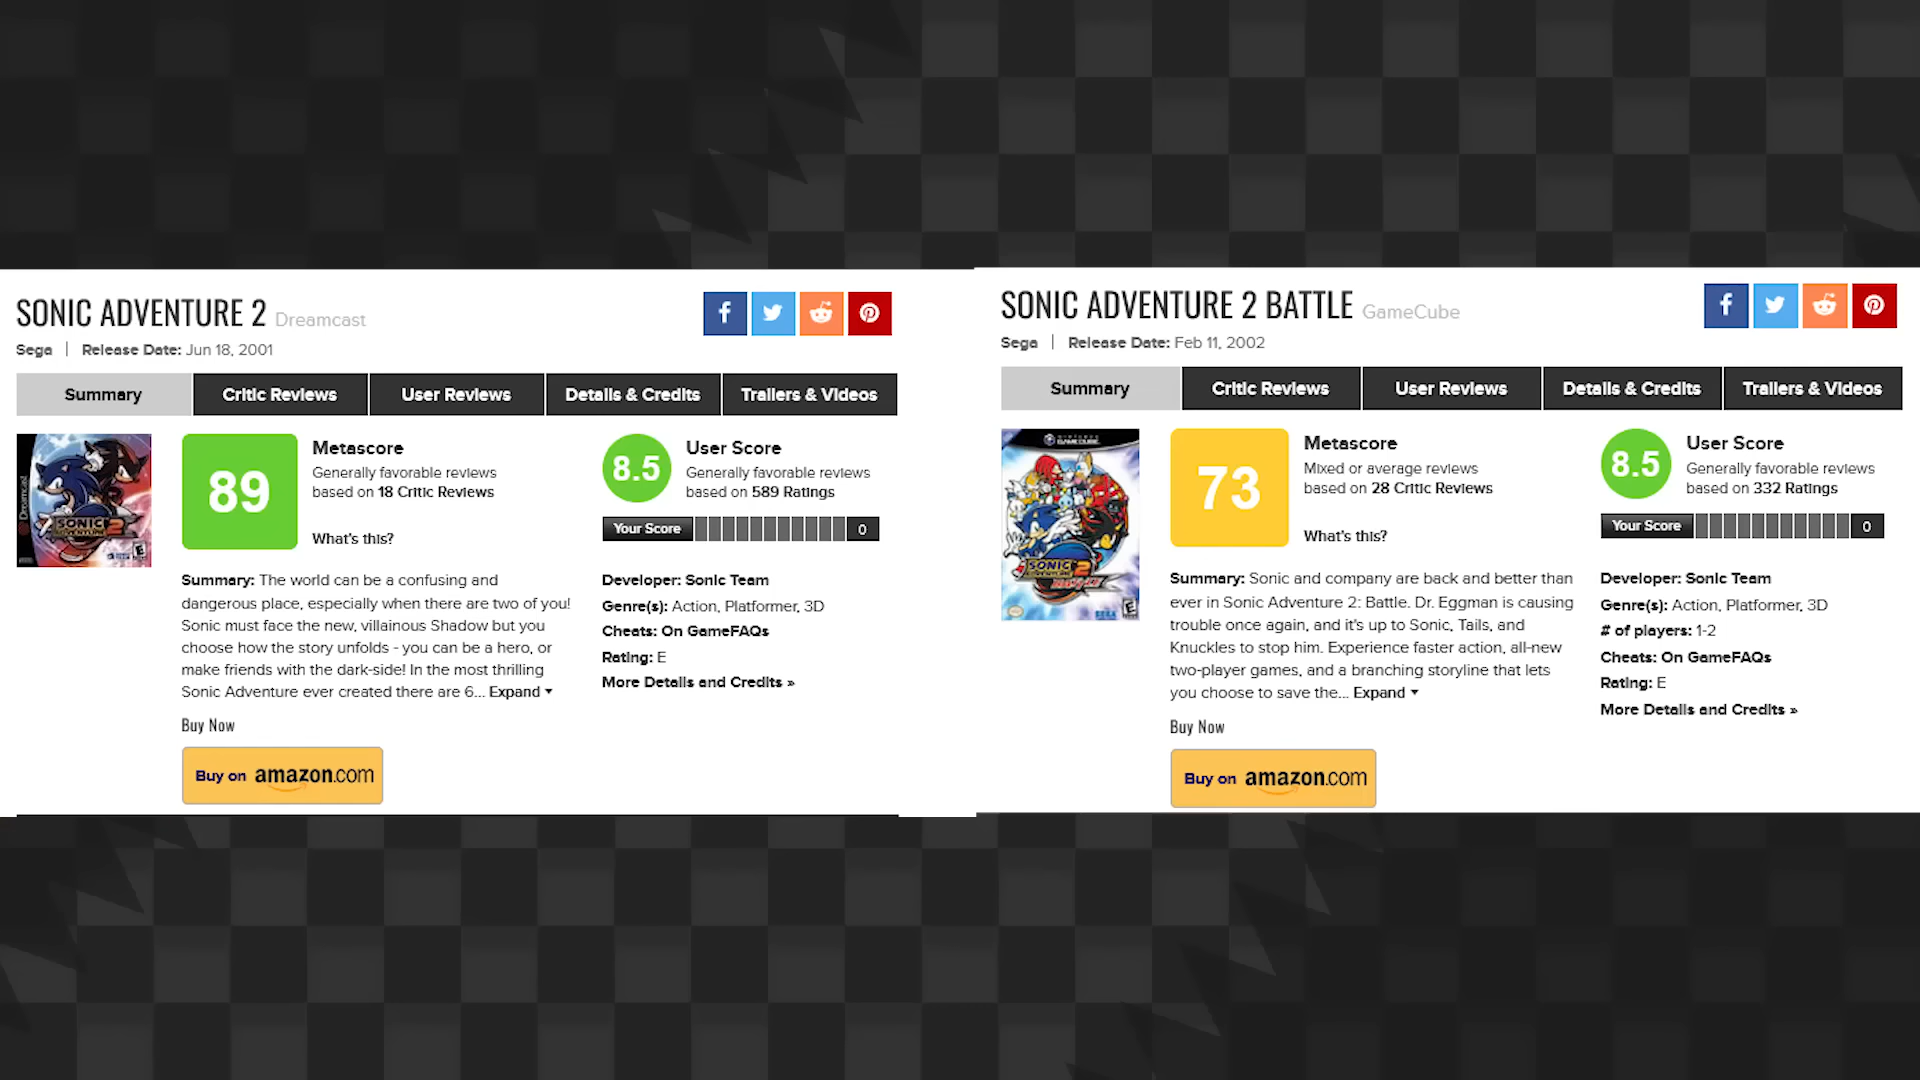 SONIC ADVENTURE 2 Dreamcast
Sega | Release Date: Jun 18, 2001
Summary Critic Reviews User Reviews Details & Credits Trailers & Videos
89
Metascore
Generally favorable reviews
based on 18 Critic Reviews
What's this?
8.5
User Score
Generally favorable reviews
based on 589 Ratings
Your Score 0
Summary: The world can be a confusing and
dangerous place, especially when there are two of you!
Sonic must face the new, villainous Shadow but you
choose how the story unfolds - you can be a hero, or
make friends with the dark-side! In the most thrilling
Sonic Adventure ever created there are 6... Expand
Developer: Sonic Team
Genre(s): Action, Platformer, 3D
Cheats: On GameFAQs
Rating: E
More Details and Credits »
Buy Now
Buy on amazon.com
Dreamcast
SONIC
ADVENTURE 2
E
SONIC ADVENTURE 2 BATTLE GameCube
Sega | Release Date: Feb 11, 2002
Summary Critic Reviews User Reviews Details & Credits Trailers & Videos
73
Metascore
Mixed or average reviews
based on 28 Critic Reviews
What's this?
8.5
User Score
Generally favorable reviews
based on 332 Ratings
Your Score 0
Summary: Sonic and company are back and better than
ever in Sonic Adventure 2: Battle. Dr. Eggman is causing
trouble once again, and it's up to Sonic, Tails, and
Knuckles to stop him. Experience faster action, all-new
two-player games, and a branching storyline that lets
you choose to save the... Expand
Developer: Sonic Team
Genre(s): Action, Platformer, 3D
# of players: 1-2
Cheats: On GameFAQs
Rating: E
More Details and Credits »
Buy Now
Buy on amazon.com
GAMECUBE
SONIC
ADVENTURE 2
BATTLE
SEGA
E